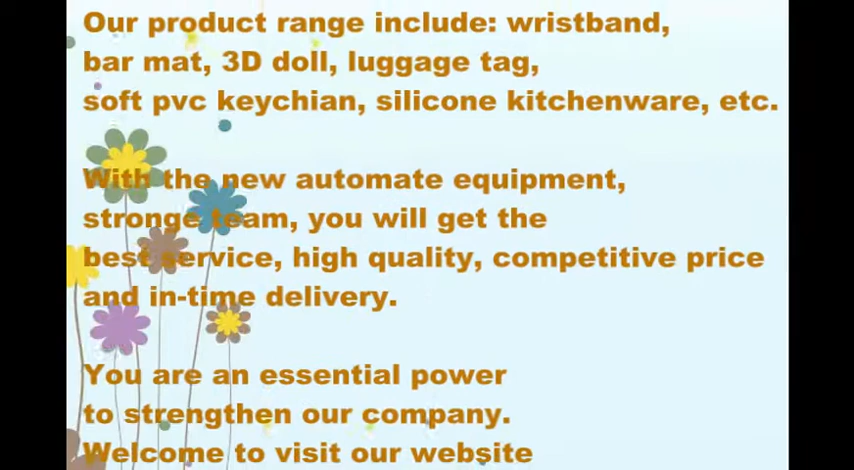 Our product range include: wristband,
bar mat, 3D doll, luggage tag,
soft pvc keychian, silicone kitchenware, etc.
With the new automate equipment,
stronge team, you will get the
best service, high quality, competitive price
and in-time delivery.
You are an essential power
to strengthen our company.
Welcome to visit our website